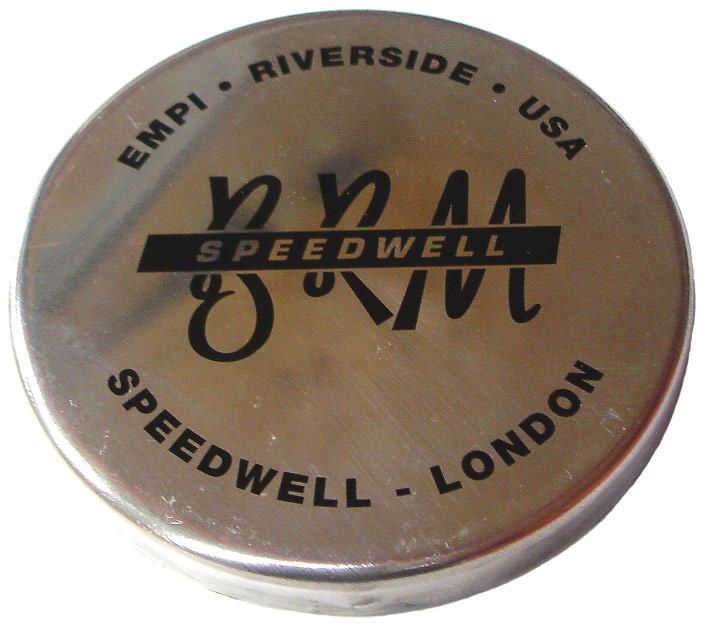 EMPI • RIVERSIDE • USA
BRM
SPEEDWELL
SPEEDWELL - LONDON